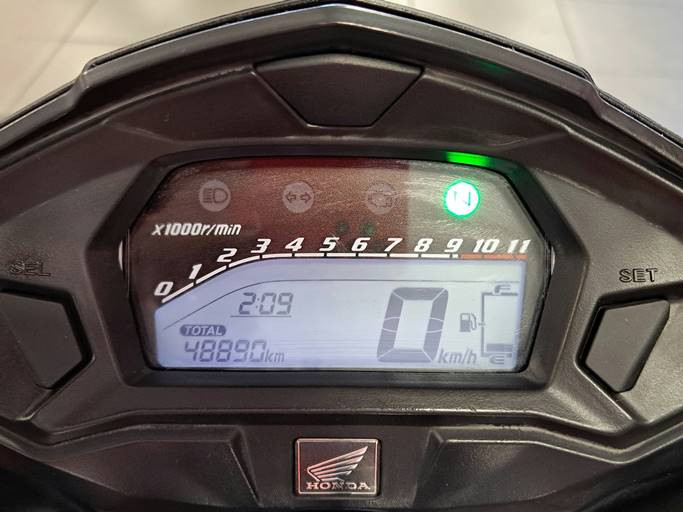 N
x1000r/min
0 1 2 3 4 5 6 7 8 9 10 11
SEL
SET
2:09
F
TOTAL
48890km
0 km/h
E
HONDA